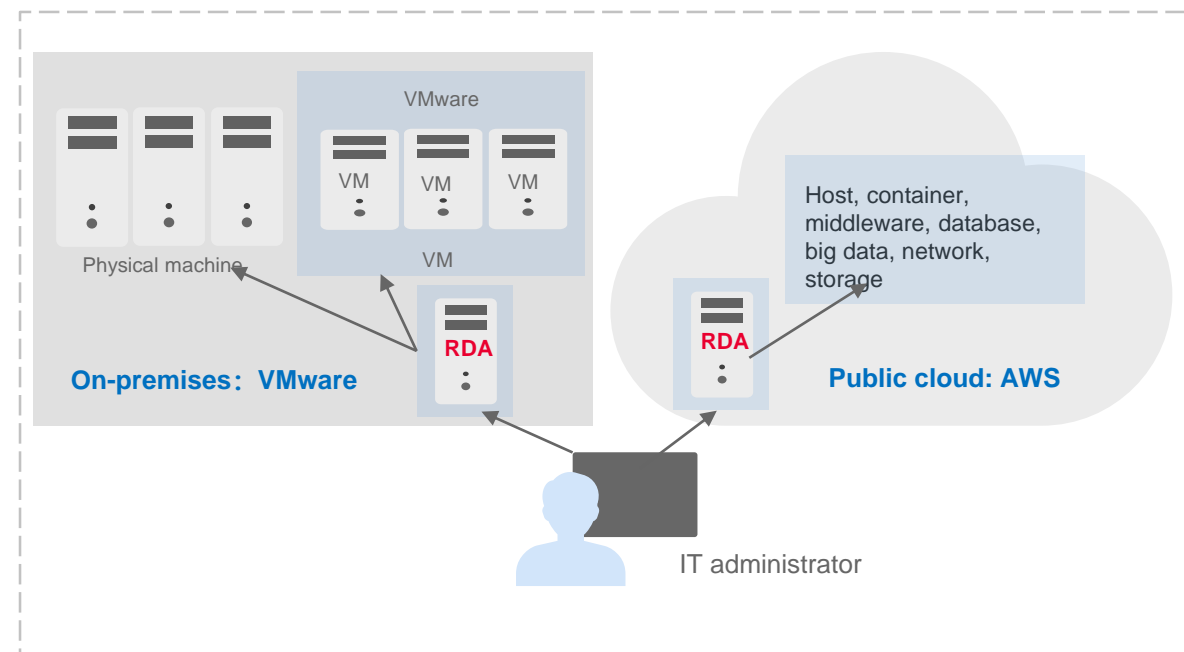 VMware
VM
VM
VM
Physical machine
VM
RDA
On-premises：VMware
Host, container,
middleware, database,
big data, network,
storage
RDA
Public cloud: AWS
IT administrator